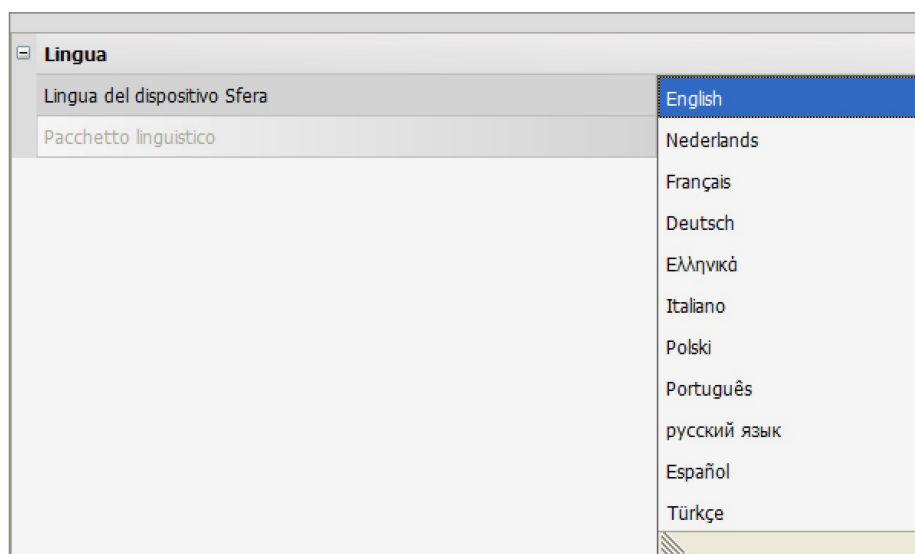 Lingua
Lingua del dispositivo Sfera
Pacchetto linguistico
English
Nederlands
Français
Deutsch
Ελληνικά
Italiano
Polski
Português
русский язык
Español
Türkçe